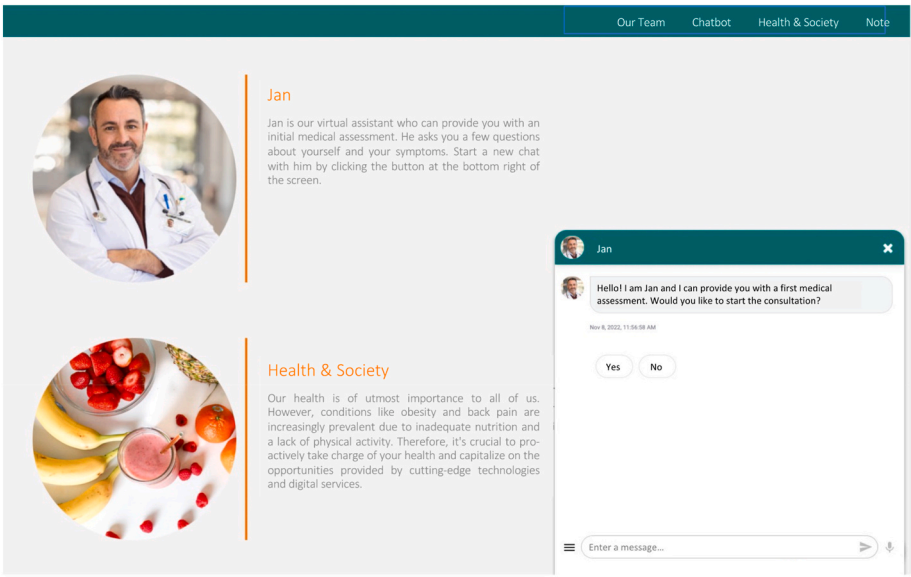 Our Team Chatbot Health & Society Note
Jan
Jan is our virtual assistant who can provide you with an
initial medical assessment. He asks you a few questions
about yourself and your symptoms. Start a new chat
with him by clicking the button at the bottom right of
the screen.
Health & Society
Our health is of utmost importance to all of us.
However, conditions like obesity and back pain are
increasingly prevalent due to inadequate nutrition and
a lack of physical activity. Therefore, it's crucial to pro-
actively take charge of your health and capitalize on the
opportunities provided by cutting-edge technologies
and digital services.
Jan
Hello! I am Jan and I can provide you with a first medical
assessment. Would you like to start the consultation?
Nov 8, 2022, 11:56:58 AM
Yes No
Enter a message...